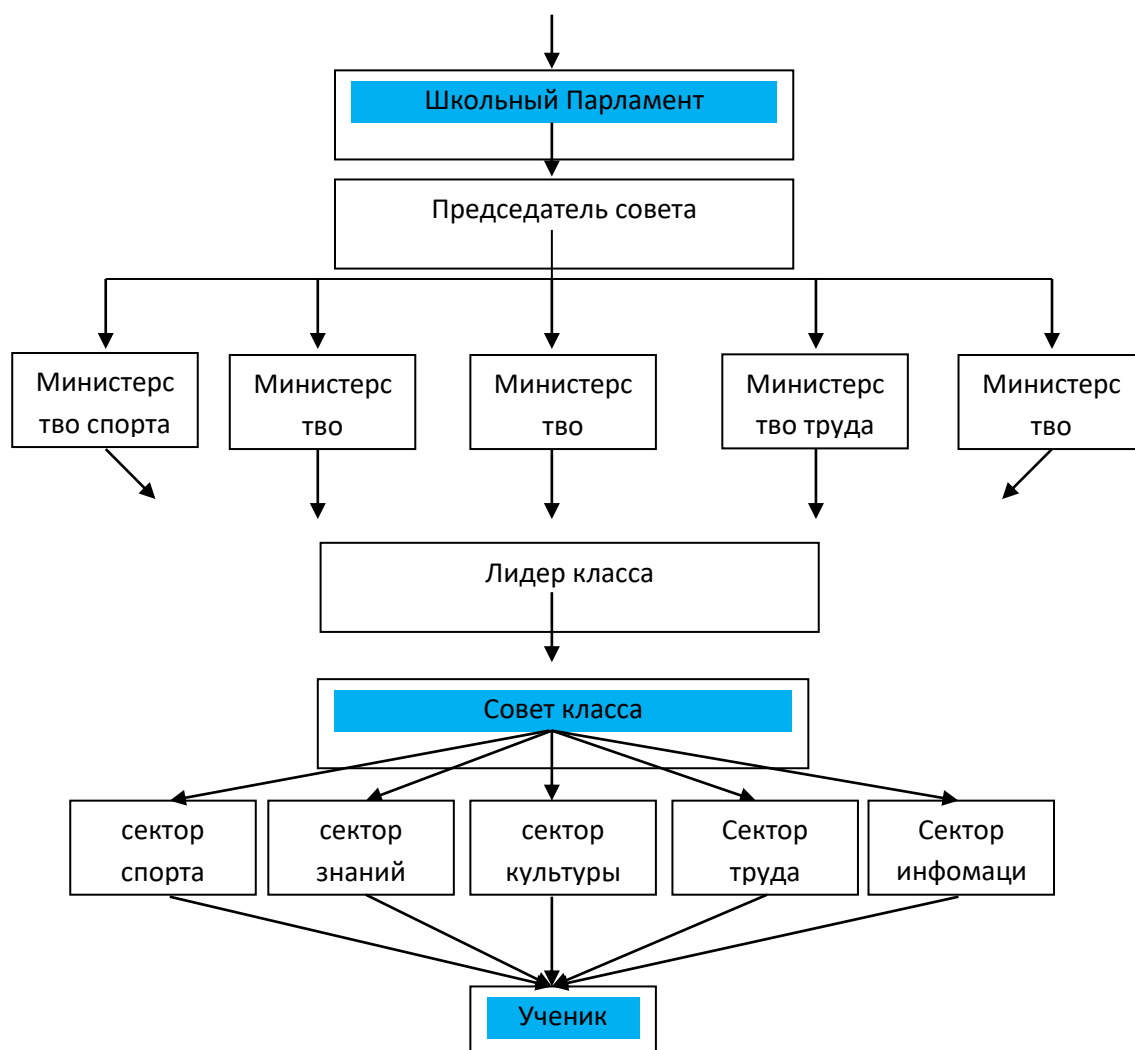 Школьный Парламент
Председатель совета
Министерс
тво спорта
Министерс
тво
Министерс
тво
Министерс
тво труда
Министерс
тво
Лидер класса
Совет класса
сектор
спорта
сектор
знаний
сектор
культуры
Сектор
труда
Сектор
инфомаци
Ученик